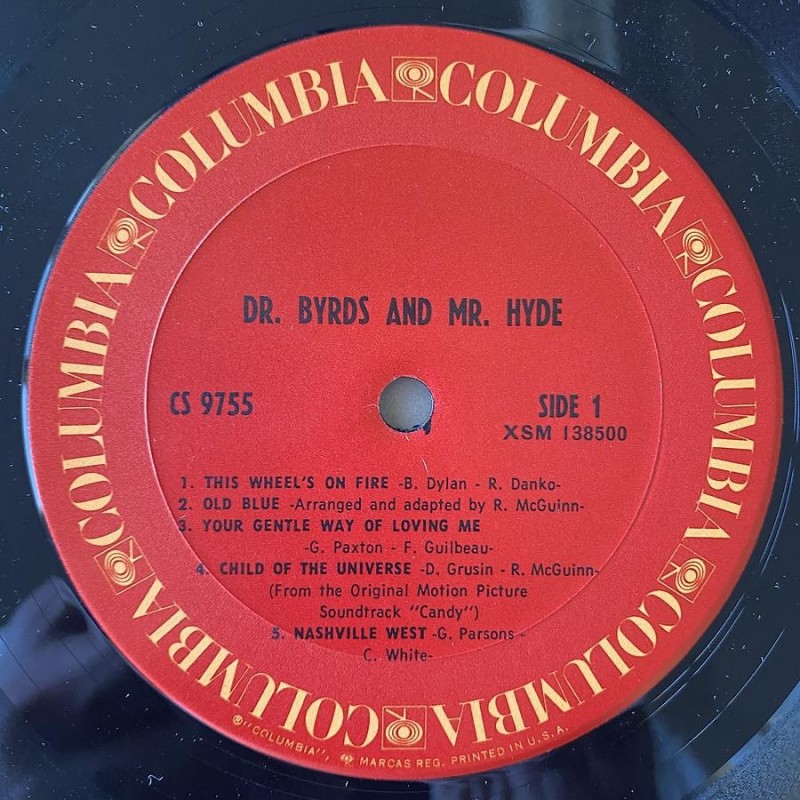 COLUMBIA COLUMBIA COLUMBIA COLUMBIA COLUMBIA COLUMBIA COLUMBIA COLUMBIA
DR. BYRDS AND MR. HYDE
CS 9755
SIDE 1
XSM 138500
1. THIS WHEEL'S ON FIRE -B. Dylan - R. Danko-
2. OLD BLUE -Arranged and adapted by R. McGuinn-
3. YOUR GENTLE WAY OF LOVING ME
-G. Paxton - F. Guilbeau-
4. CHILD OF THE UNIVERSE -D. Grusin - R. McGuinn-
(From the Original Motion Picture
Soundtrack "Candy")
5. NASHVILLE WEST -G. Parsons -
C. White-
®"COLUMBIA", MARCAS REG. PRINTED IN U.S.A.